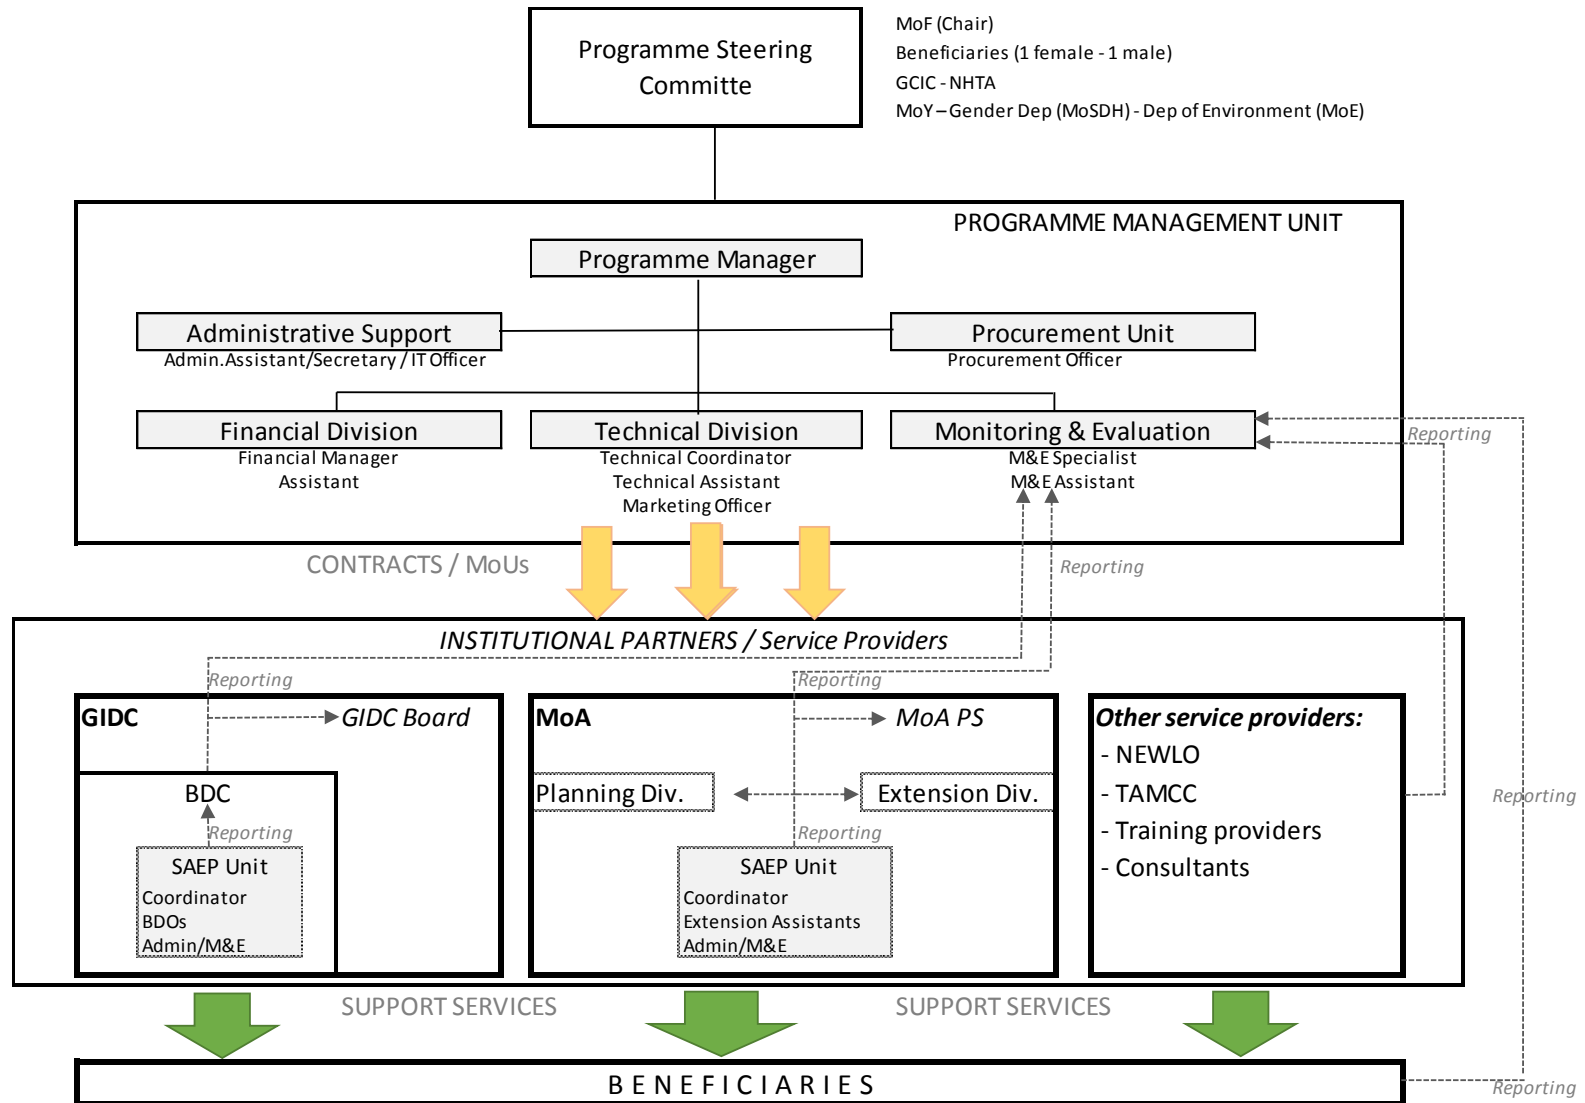 Programme Steering
Committe
MoF (Chair)
Beneficiaries (1 female - 1 male)
GCIC - NHTA
MoY – Gender Dep (MoSDH) - Dep of Environment (MoE)
PROGRAMME MANAGEMENT UNIT
Programme Manager
Administrative Support
Admin.Assistant/Secretary / IT Officer
Procurement Unit
Procurement Officer
Financial Division
Financial Manager
Assistant
Technical Division
Technical Coordinator
Technical Assistant
Marketing Officer
Monitoring & Evaluation
M&E Specialist
M&E Assistant
Reporting
CONTRACTS / MoUs
Reporting
INSTITUTIONAL PARTNERS / Service Providers
Reporting
Reporting
GIDC
GIDC Board
BDC
Reporting
SAEP Unit
Coordinator
BDOs
Admin/M&E
MoA
MoA PS
Planning Div.
Extension Div.
Reporting
SAEP Unit
Coordinator
Extension Assistants
Admin/M&E
Other service providers:
- NEWLO
- TAMCC
- Training providers
- Consultants
Reporting
SUPPORT SERVICES
SUPPORT SERVICES
B E N E F I C I A R I E S
Reporting